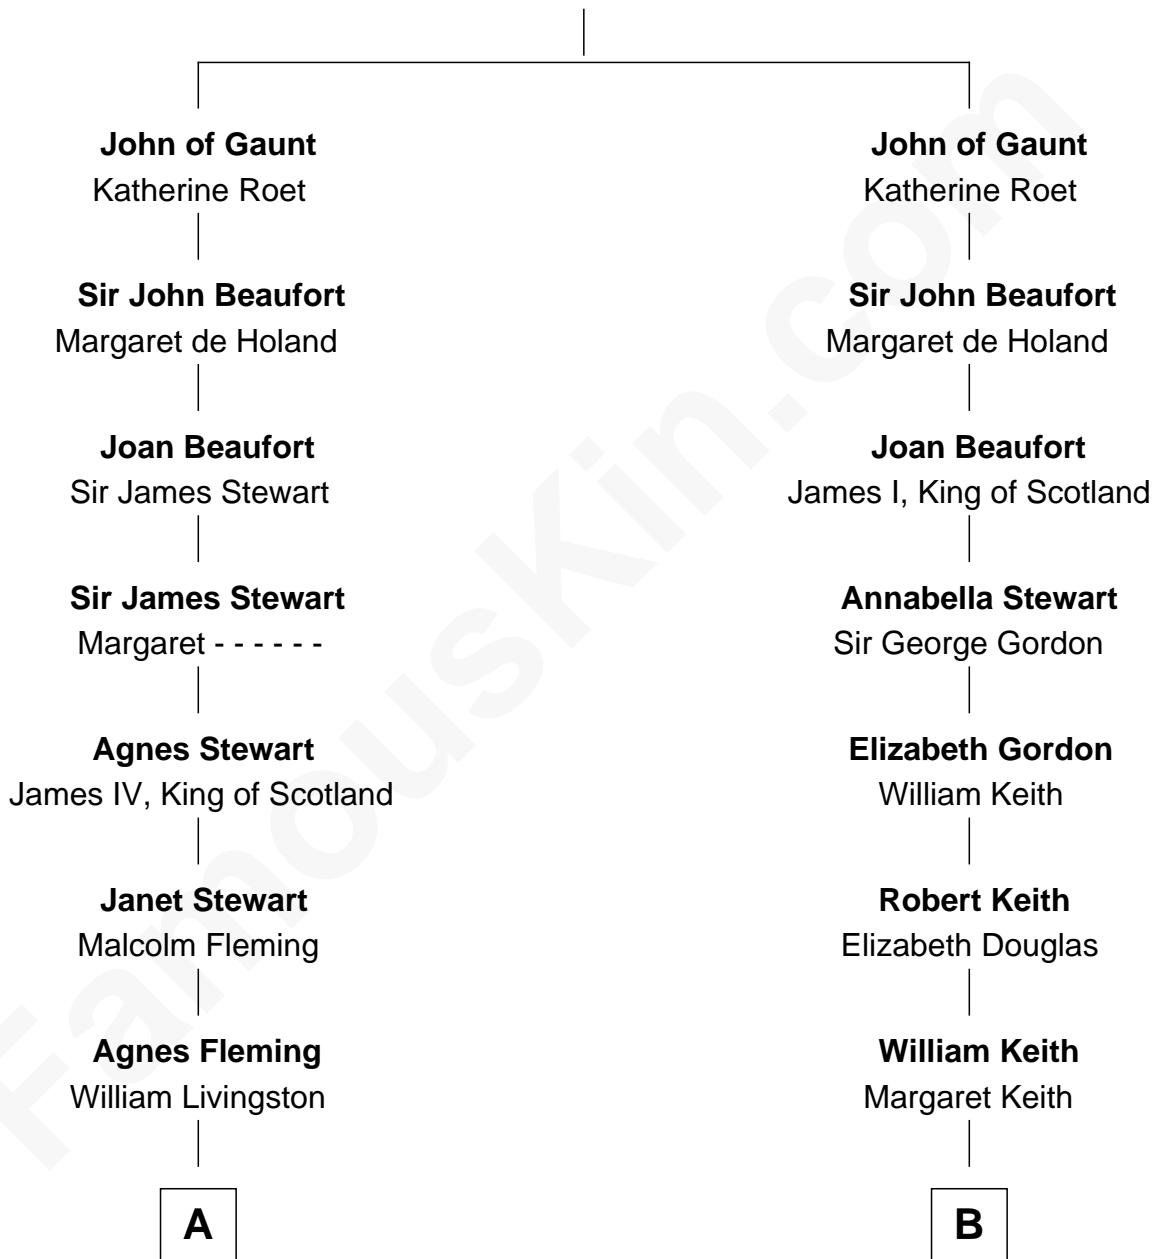 John of Gaunt
Katherine Roet
Sir John Beaufort
Margaret de Holand
Joan Beaufort
Sir James Stewart
Sir James Stewart
Margaret - - - - - -
Agnes Stewart
James IV, King of Scotland
Janet Stewart
Malcolm Fleming
Agnes Fleming
William Livingston
A
John of Gaunt
Katherine Roet
Sir John Beaufort
Margaret de Holand
Joan Beaufort
James I, King of Scotland
Annabella Stewart
Sir George Gordon
Elizabeth Gordon
William Keith
Robert Keith
Elizabeth Douglas
William Keith
Margaret Keith
B
FamousKin.com